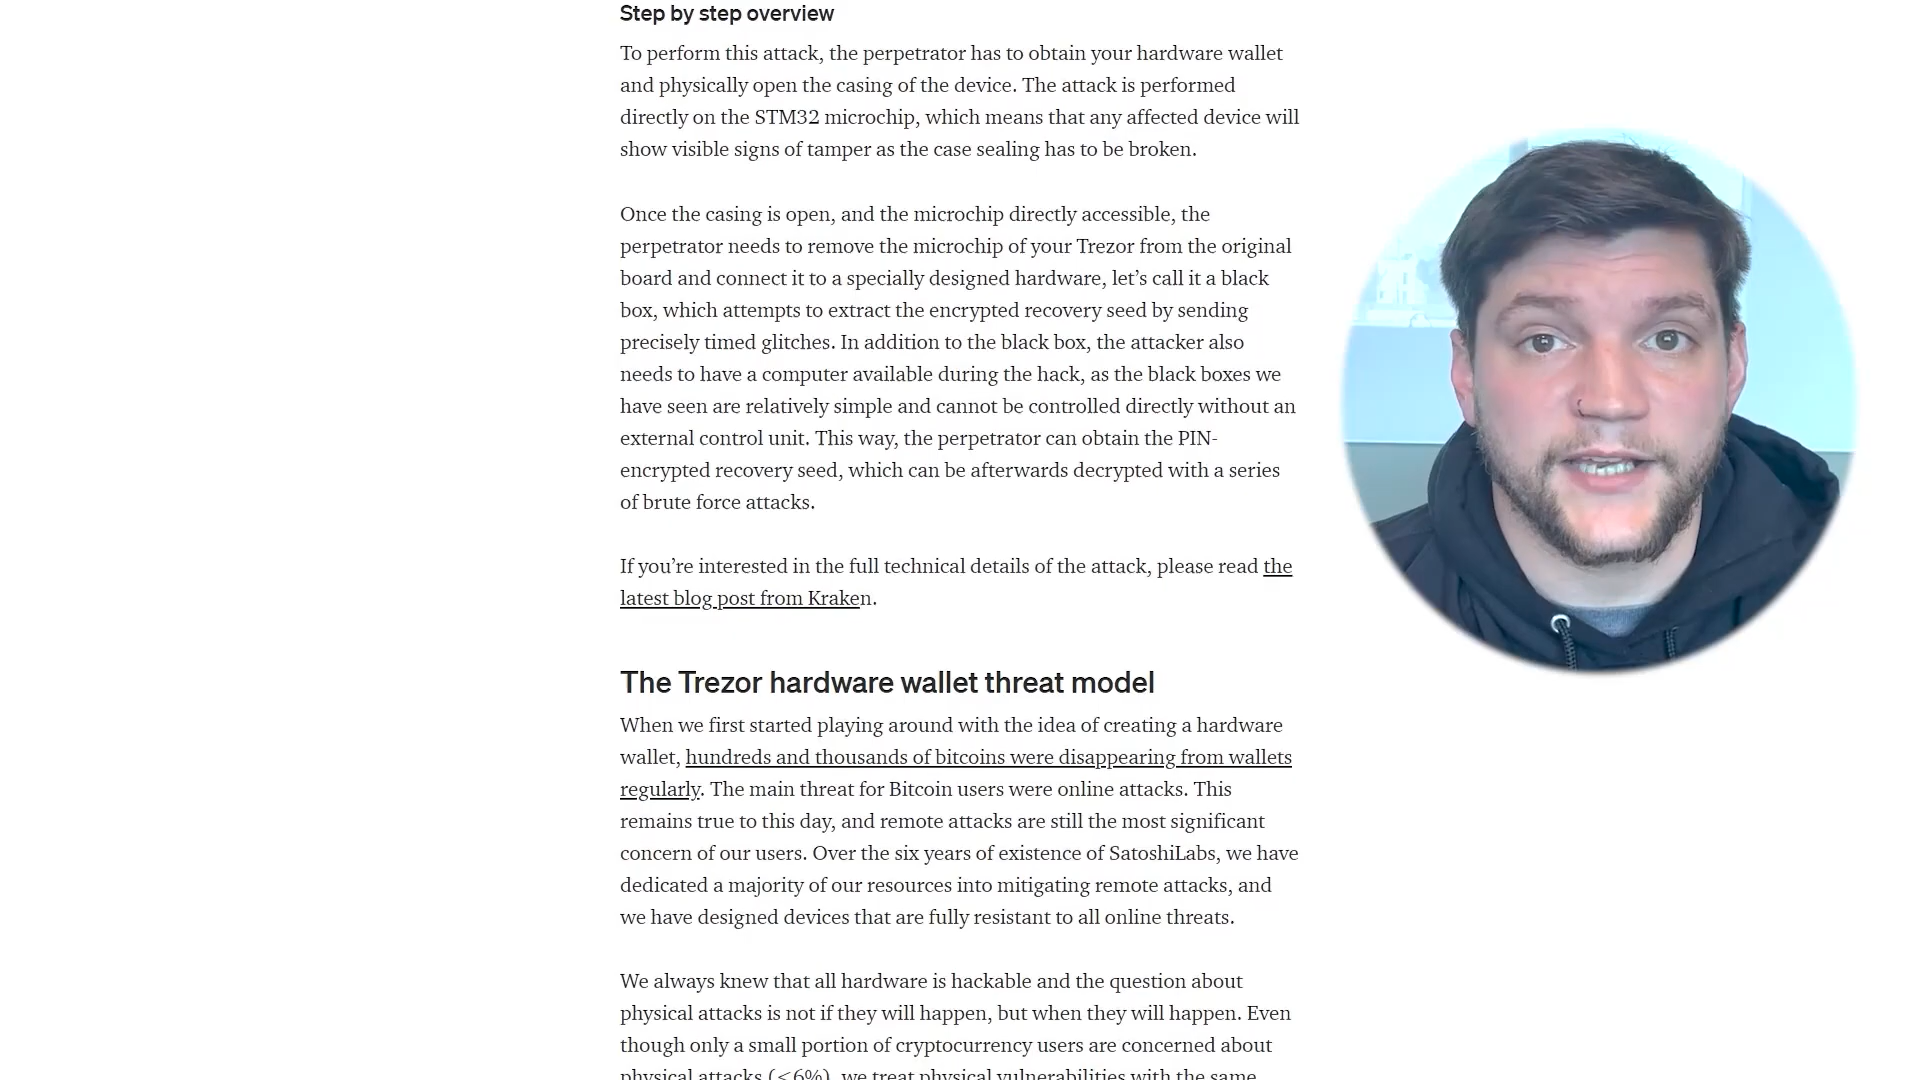 Step by step overview
To perform this attack, the perpetrator has to obtain your hardware wallet
and physically open the casing of the device. The attack is performed
directly on the STM32 microchip, which means that any affected device will
show visible signs of tamper as the case sealing has to be broken.
Once the casing is open, and the microchip directly accessible, the
perpetrator needs to remove the microchip of your Trezor from the original
board and connect it to a specially designed hardware, let’s call it a black
box, which attempts to extract the encrypted recovery seed by sending
precisely timed glitches. In addition to the black box, the attacker also
needs to have a computer available during the hack, as the black boxes we
have seen are relatively simple and cannot be controlled directly without an
external control unit. This way, the perpetrator can obtain the PIN-
encrypted recovery seed, which can be afterwards decrypted with a series
of brute force attacks.
If you’re interested in the full technical details of the attack, please read the
latest blog post from Kraken.
The Trezor hardware wallet threat model
When we first started playing around with the idea of creating a hardware
wallet, hundreds and thousands of bitcoins were disappearing from wallets
regularly. The main threat for Bitcoin users were online attacks. This
remains true to this day, and remote attacks are still the most significant
concern of our users. Over the six years of existence of SatoshiLabs, we have
dedicated a majority of our resources into mitigating remote attacks, and
we have designed devices that are fully resistant to all online threats.
We always knew that all hardware is hackable and the question about
physical attacks is not if they will happen, but when they will happen. Even
though only a small portion of cryptocurrency users are concerned about
physical attacks (<6%), we treat physical vulnerabilities with the same